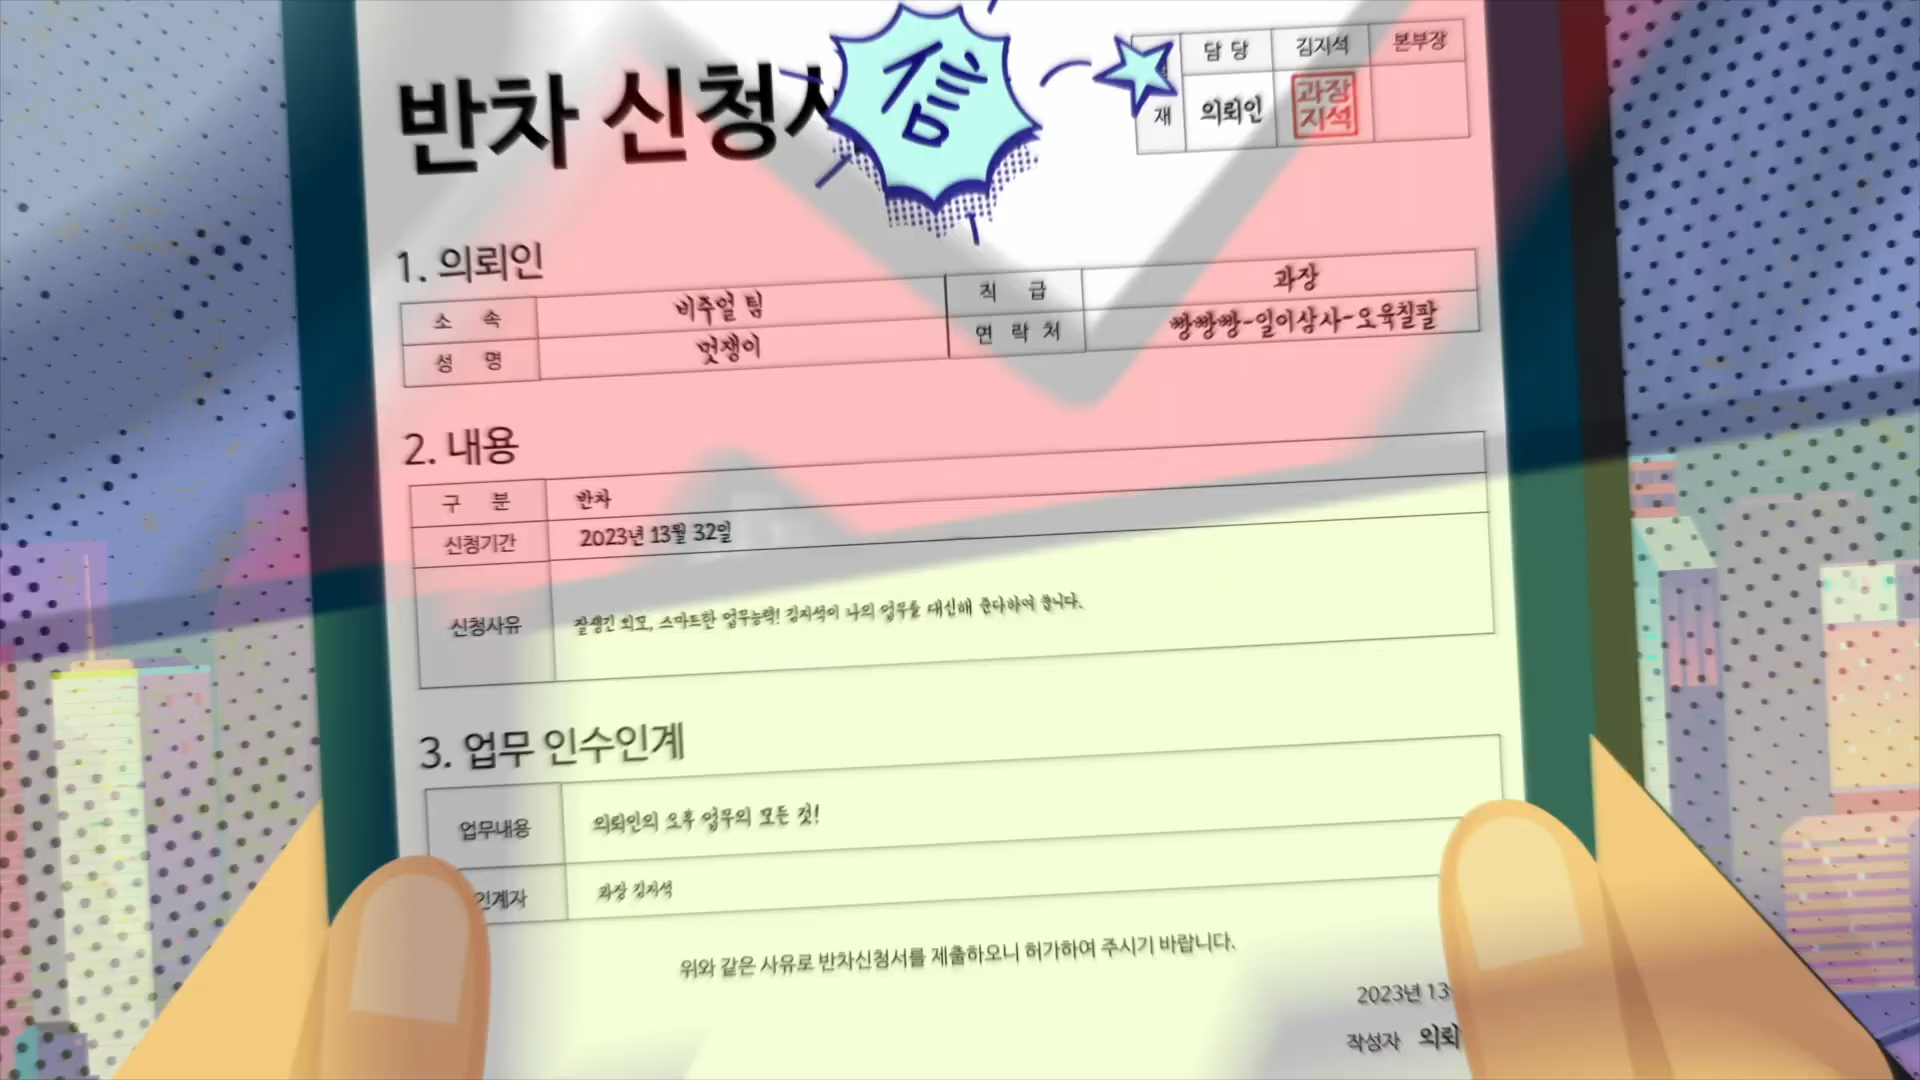 반차 신청서
信
담 당 김지석 본부장
재 의뢰인 과장 지석
1. 의뢰인
소 속 비주얼 팀 직 급 과장
성 명 멋쟁이 연 락 처 빵빵빵-일이삼사-오육칠팔
2. 내용
구 분 반차
신청기간 2023년 13월 32일
신청사유 잘생긴 외모, 스마트한 업무능력! 김지석이 나의 업무를 대신해 준다하여 씁니다.
3. 업무 인수인계
업무내용 의뢰인의 오후 업무의 모든 것!
인계자 과장 김지석
위와 같은 사유로 반차신청서를 제출하오니 허가하여 주시기 바랍니다.
2023년 13
작성자 의뢰